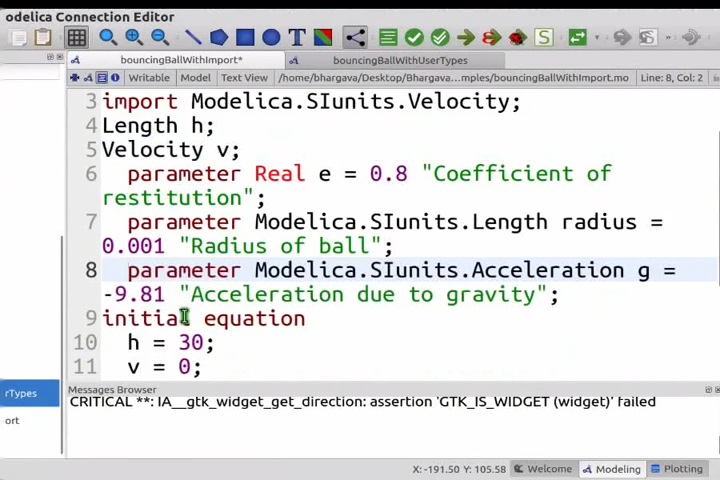 odelica Connection Editor
bouncingBallWithImport*
bouncingBallWithUserTypes
Writable
Model
Text View
/home/bhargava/Desktop/Bhargava...mples/bouncingBallWithImport.mo
Line: 8, Col: 2
3 import Modelica.SIunits.Velocity;
4 Length h;
5 Velocity v;
6 parameter Real e = 0.8 "Coefficient of
restitution";
7 parameter Modelica.SIunits.Length radius =
0.001 "Radius of ball";
8 parameter Modelica.SIunits.Acceleration g =
-9.81 "Acceleration due to gravity";
9 initial equation
10 h = 30;
11 v = 0;
rTypes
ort
Messages Browser
CRITICAL **: IA__gtk_widget_get_direction: assertion 'GTK_IS_WIDGET (widget)' failed
X: -191.50 Y: 105.58
Welcome
Modeling
Plotting